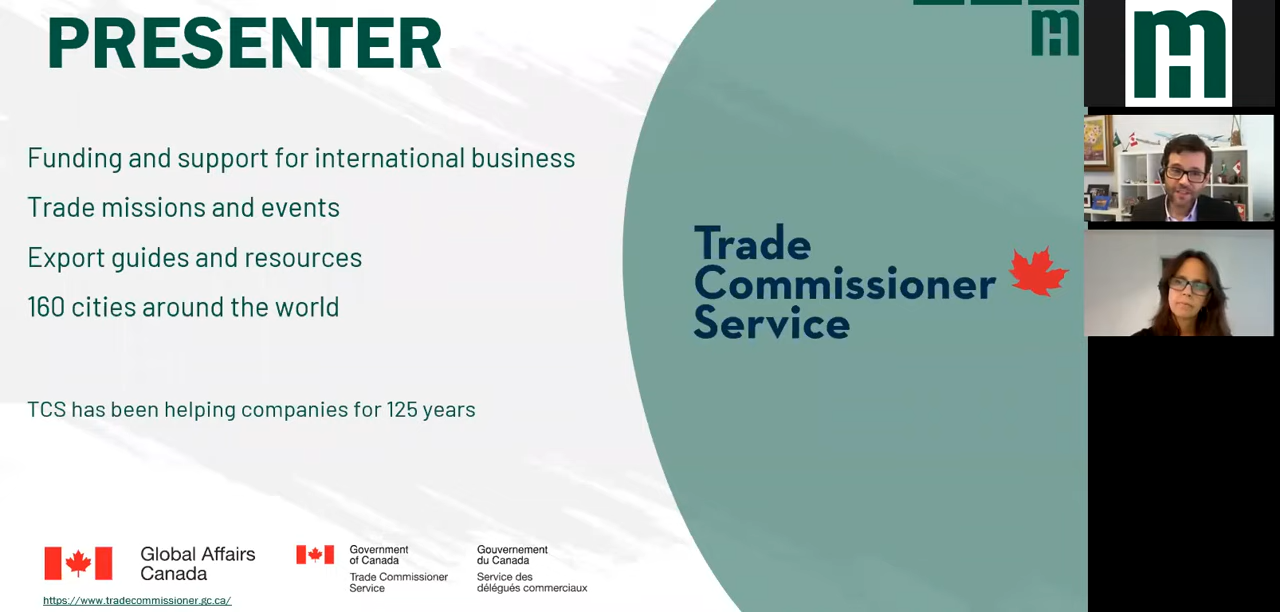 PRESENTER
Funding and support for international business
Trade missions and events
Export guides and resources
160 cities around the world
TCS has been helping companies for 125 years
Trade
Commissioner
Service
Global Affairs
Canada
https://www.tradecommissioner.gc.ca/
Government
of Canada
Trade Commissioner
Service
Gouvernement
du Canada
Service des
délégués commerciaux